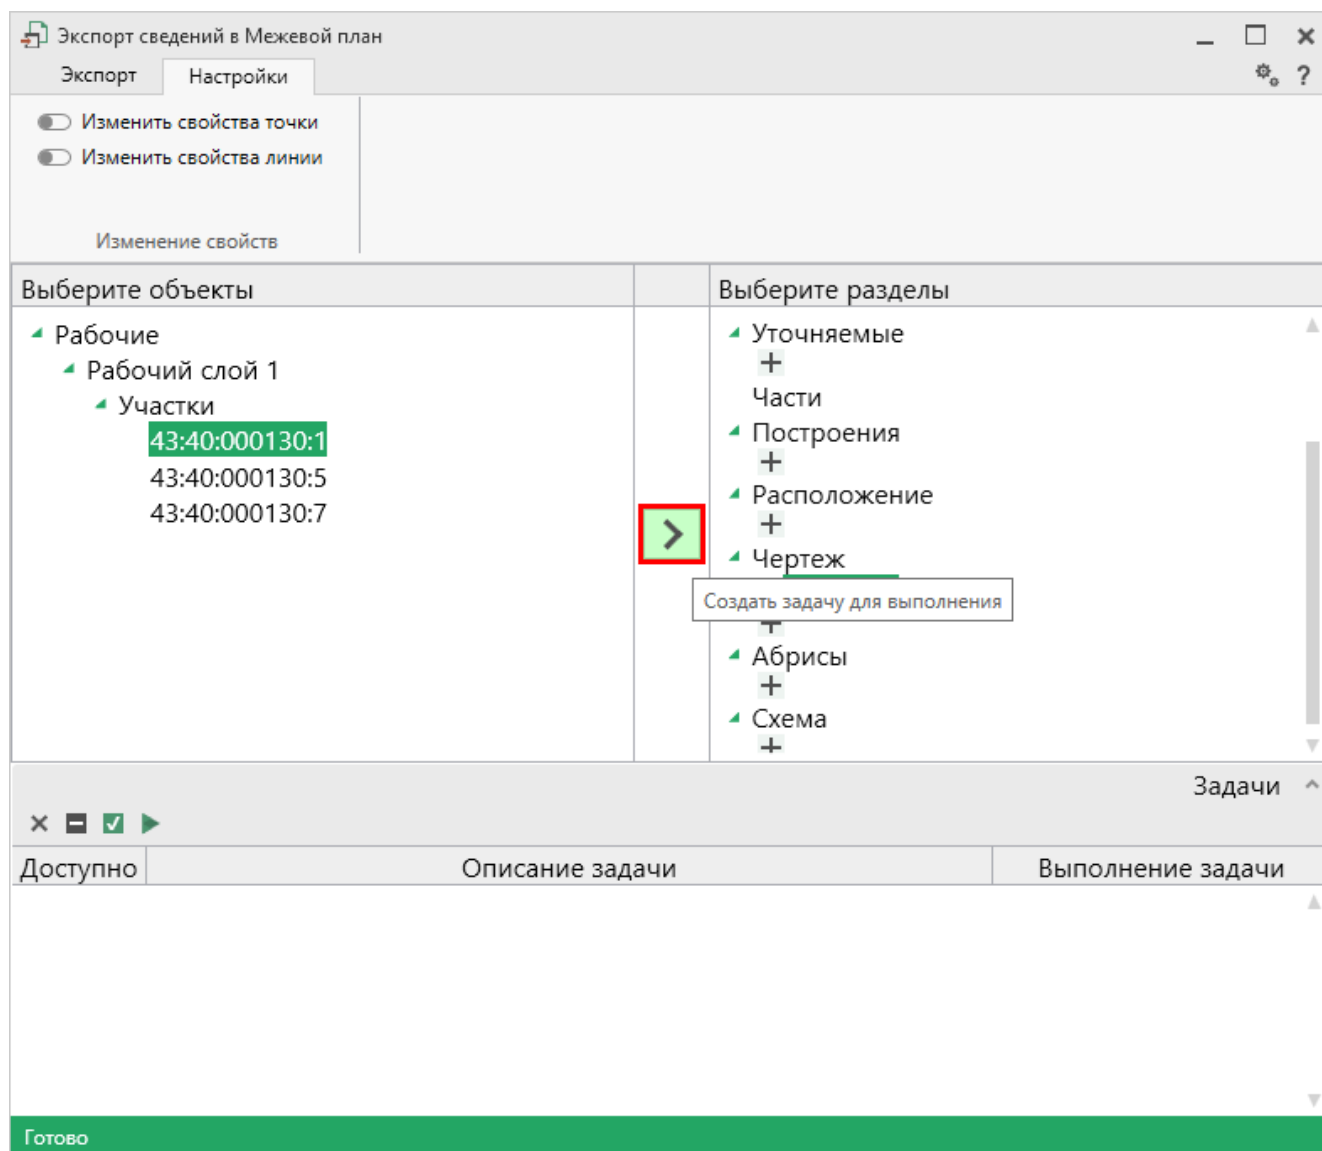 Экспорт сведений в Межевой план
Экспорт
Настройки
?
Изменить свойства точки
Изменить свойства линии
Изменение свойств
Выберите объекты
Выберите разделы
Рабочие
Рабочий слой 1
Участки
43:40:000130:1
43:40:000130:5
43:40:000130:7
Уточняемые
Части
Построения
Расположение
Чертеж
Создать задачу для выполнения
Абрисы
Схема
Задачи
Доступно
Описание задачи
Выполнение задачи
Готово